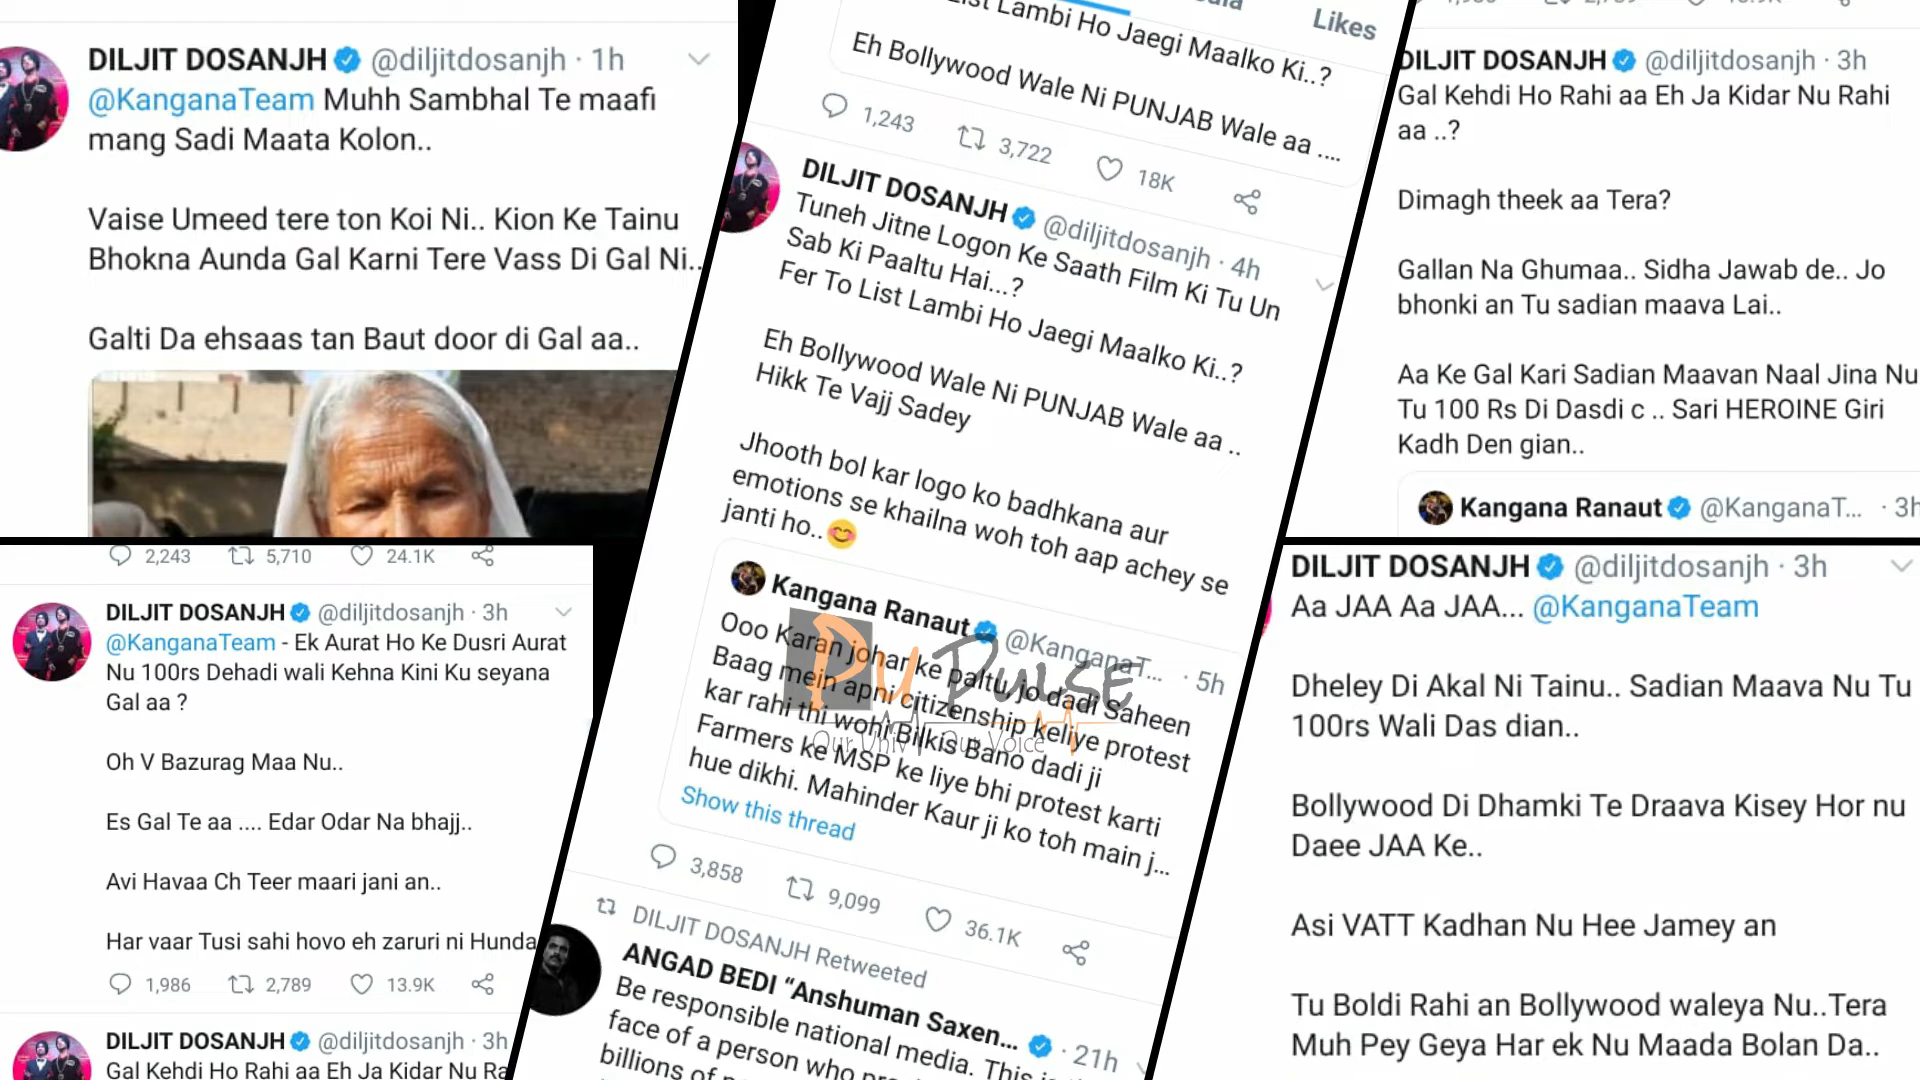 DILJIT DOSANJH @diljitdosanjh · 1h
@KanganaTeam Muhh Sambhal Te maafi
mang Sadi Maata Kolon..
Vaise Umeed tere ton Koi Ni.. Kion Ke Tainu
Bhokna Aunda Gal Karni Tere Vass Di Gal Ni..
Galti Da ehsaas tan Baut door di Gal aa..
2,243 5,710 24.1K
DILJIT DOSANJH @diljitdosanjh · 3h
@KanganaTeam - Ek Aurat Ho Ke Dusri Aurat
Nu 100rs Dehadi wali Kehna Kini Ku seyana
Gal aa ?
Oh V Bazurag Maa Nu..
Es Gal Te aa .... Edar Odar Na bhajj..
Avi Havaa Ch Teer maari jani an..
Har vaar Tusi sahi hovo eh zaruri ni Hunda
1,986 2,789 13.9K
DILJIT DOSANJH @diljitdosanjh · 3h
Gal Kehdi Ho Rahi aa Eh Ja Kidar Nu Ra
Likes
List Lambi Ho Jaegi Maalko Ki..?
Eh Bollywood Wale Ni PUNJAB Wale aa ....
1,243 3,722 18K
DILJIT DOSANJH @diljitdosanjh · 4h
Tuneh Jitne Logon Ke Saath Film Ki Tu Un
Sab Ki Paaltu Hai...?
Fer To List Lambi Ho Jaegi Maalko Ki..?
Eh Bollywood Wale Ni PUNJAB Wale aa ..
Hikk Te Vajj Sadey
Jhooth bol kar logo ko badhkana aur
emotions se khailna woh toh aap achey se
janti ho..😊
Kangana Ranaut @KanganaT... · 5h
Ooo Karan johar ke paltu, jo dadi Saheen
Baag mein apni citizenship keliye protest
kar rahi thi wohi Bilkis Bano dadi ji
Farmers ke MSP ke liye bhi protest karti
hue dikhi. Mahinder Kaur ji ko toh main j...
Show this thread
PU PULSE
Our Univ Our Voice
3,858 9,099 36.1K
DILJIT DOSANJH Retweeted
ANGAD BEDI “Anshuman Saxen... · 21h
Be responsible national media. This is
face of a person who
billions of
DILJIT DOSANJH @diljitdosanjh · 3h
Gal Kehdi Ho Rahi aa Eh Ja Kidar Nu Rahi
aa ..?
Dimagh theek aa Tera?
Gallan Na Ghumaa.. Sidha Jawab de.. Jo
bhonki an Tu sadian maava Lai..
Aa Ke Gal Kari Sadian Maavan Naal Jina Nu
Tu 100 Rs Di Dasdi c .. Sari HEROINE Giri
Kadh Den gian..
Kangana Ranaut @KanganaT... · 3h
DILJIT DOSANJH @diljitdosanjh · 3h
Aa JAA Aa JAA... @KanganaTeam
Dheley Di Akal Ni Tainu.. Sadian Maava Nu Tu
100rs Wali Das dian..
Bollywood Di Dhamki Te Draava Kisey Hor nu
Daee JAA Ke..
Asi VATT Kadhan Nu Hee Jamey an
Tu Boldi Rahi an Bollywood waleya Nu..Tera
Muh Pey Geya Har ek Nu Maada Bolan Da..